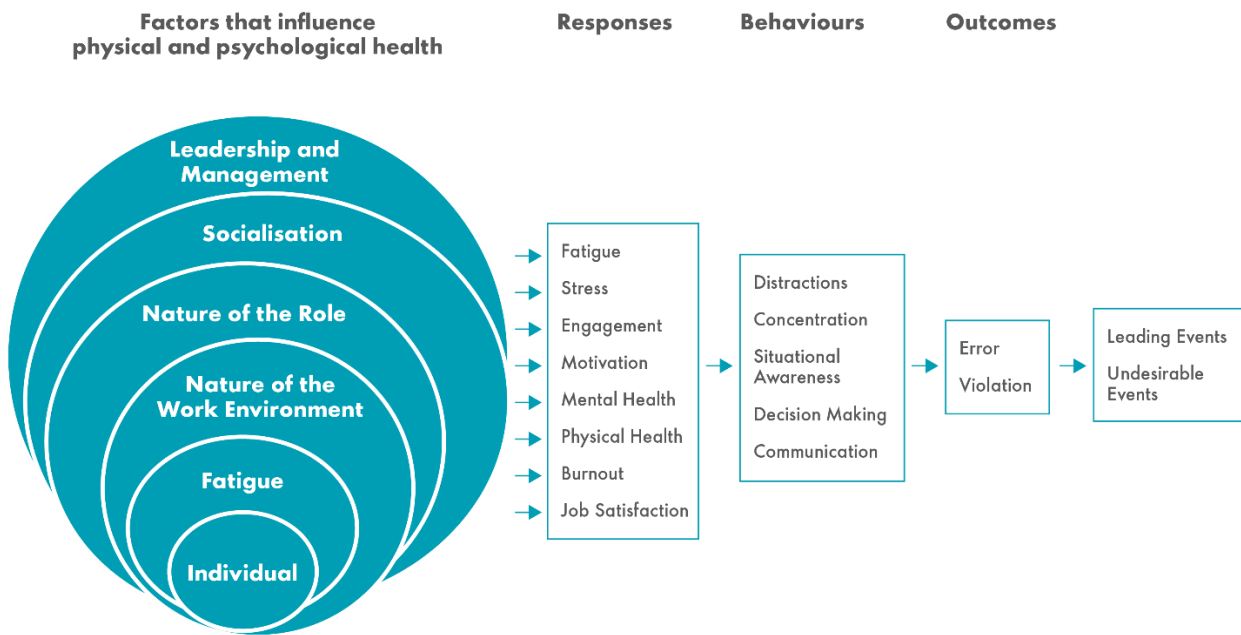 Factors that influence
physical and psychological health
Responses
Behaviours
Outcomes
Leadership and
Management
Socialisation
Nature of the Role
Nature of the
Work Environment
Fatigue
Individual
Fatigue
Stress
Engagement
Motivation
Mental Health
Physical Health
Burnout
Job Satisfaction
Distractions
Concentration
Situational
Awareness
Decision Making
Communication
Error
Violation
Leading Events
Undesirable
Events